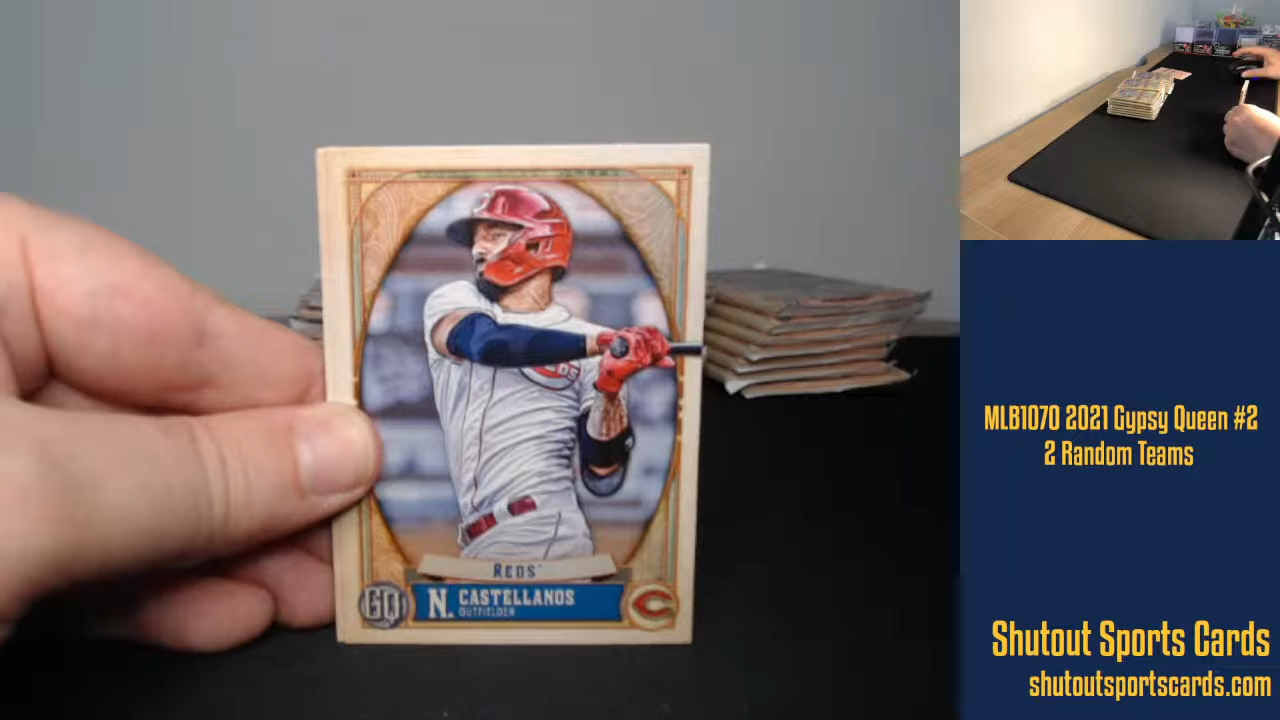 REDS
GQ
N. CASTELLANOS
OUTFIELDER
C
MLB1070 2021 Gypsy Queen #2
2 Random Teams
Shutout Sports Cards
shutoutsportscards.com